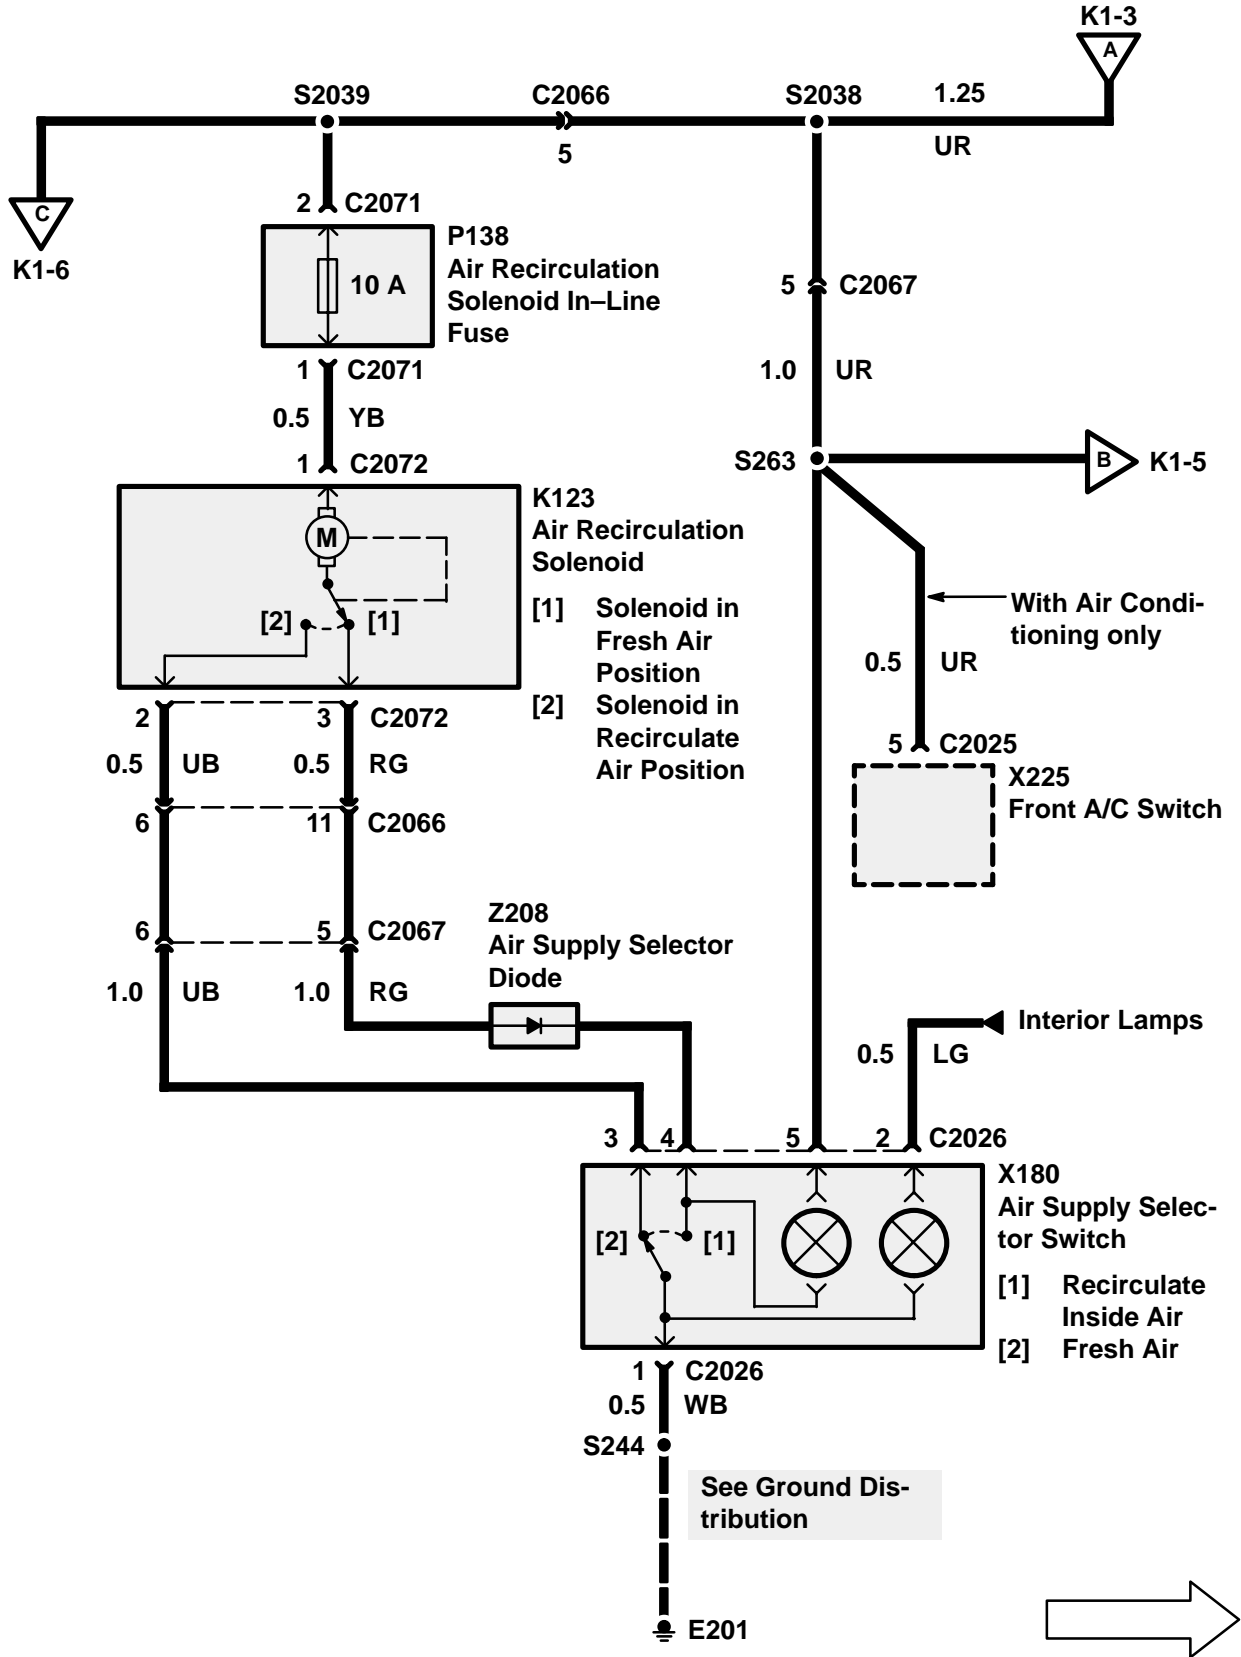 K1-3
A
S2039 C2066 S2038 1.25
5 UR
2 C2071
C
K1-6
P138
Air Recirculation
Solenoid In–Line
Fuse
10 A
5 C2067
1 C2071
1.0 UR
0.5 YB
1 C2072
S263
B K1-5
K123
Air Recirculation
Solenoid
M
[2] [1]
[1] Solenoid in
Fresh Air
Position
[2] Solenoid in
Recirculate
Air Position
With Air Condi-
tioning only
0.5 UR
2 3 C2072
0.5 UB 0.5 RG
5 C2025
X225
Front A/C Switch
6 11 C2066
6 5 C2067
Z208
Air Supply Selector
Diode
1.0 UB 1.0 RG
Interior Lamps
0.5 LG
3 4 5 2 C2026
X180
Air Supply Selec-
tor Switch
[2] [1]
[1] Recirculate
Inside Air
[2] Fresh Air
1 C2026
0.5 WB
S244
See Ground Dis-
tribution
E201